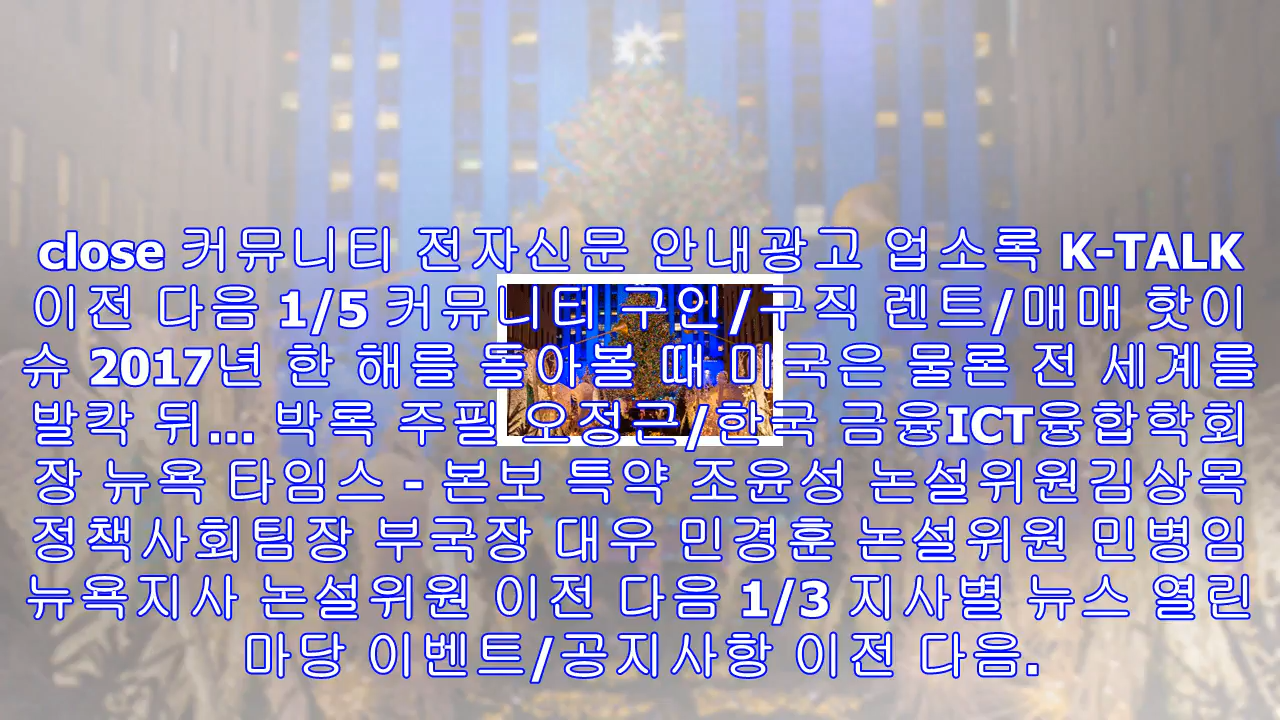 close 커뮤니티 전자신문 안내광고 업소록 K-TALK
이전 다음 1/5 커뮤니티 구인/구직 렌트/매매 핫이
슈 2017년 한 해를 돌아볼 때 미국은 물론 전 세계를
발칵 뒤... 박록 주필 오정근/한국 금융ICT융합학회
장 뉴욕 타임스 - 본보 특약 조윤성 논설위원김상목
정책사회팀장 부국장 대우 민경훈 논설위원 민병임
뉴욕지사 논설위원 이전 다음 1/3 지사별 뉴스 열린
마당 이벤트/공지사항 이전 다음.